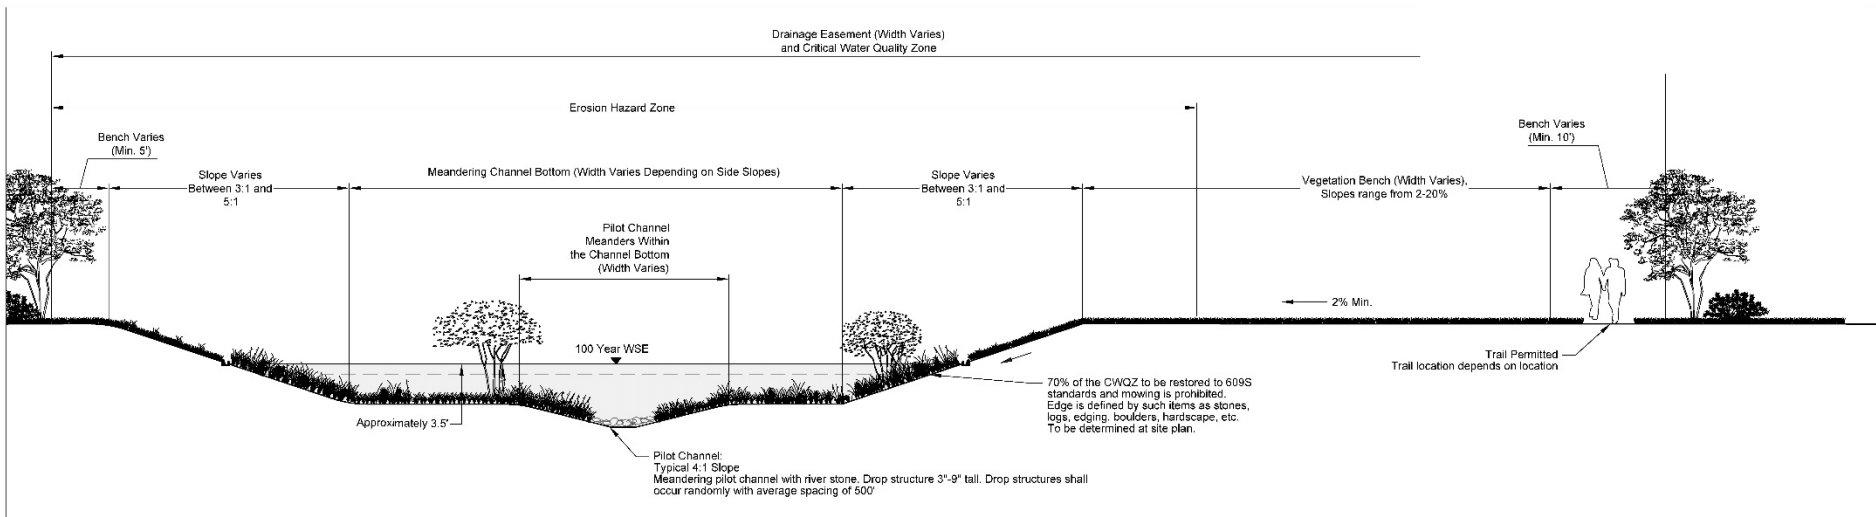 Drainage Easement (Width Varies)
and Critical Water Quality Zone
Erosion Hazard Zone
Bench Varies
(Min. 5')
Bench Varies
(Min. 10')
Slope Varies
Between 3:1 and
5:1
Meandering Channel Bottom (Width Varies Depending on Side Slopes)
Slope Varies
Between 3:1 and
5:1
Vegetation Bench (Width Varies),
Slopes range from 2-20%
Pilot Channel
Meanders Within
the Channel Bottom
(Width Varies)
2% Min.
100 Year WSE
Trail Permitted
Trail location depends on location
70% of the CWQZ to be restored to 609S
standards and mowing is prohibited.
Edge is defined by such items as stones,
logs, edging, boulders, hardscape, etc.
To be determined at site plan.
Approximately 3.5'
Pilot Channel:
Typical 4:1 Slope
Meandering pilot channel with river stone. Drop structure 3"-9" tall. Drop structures shall
occur randomly with average spacing of 500'